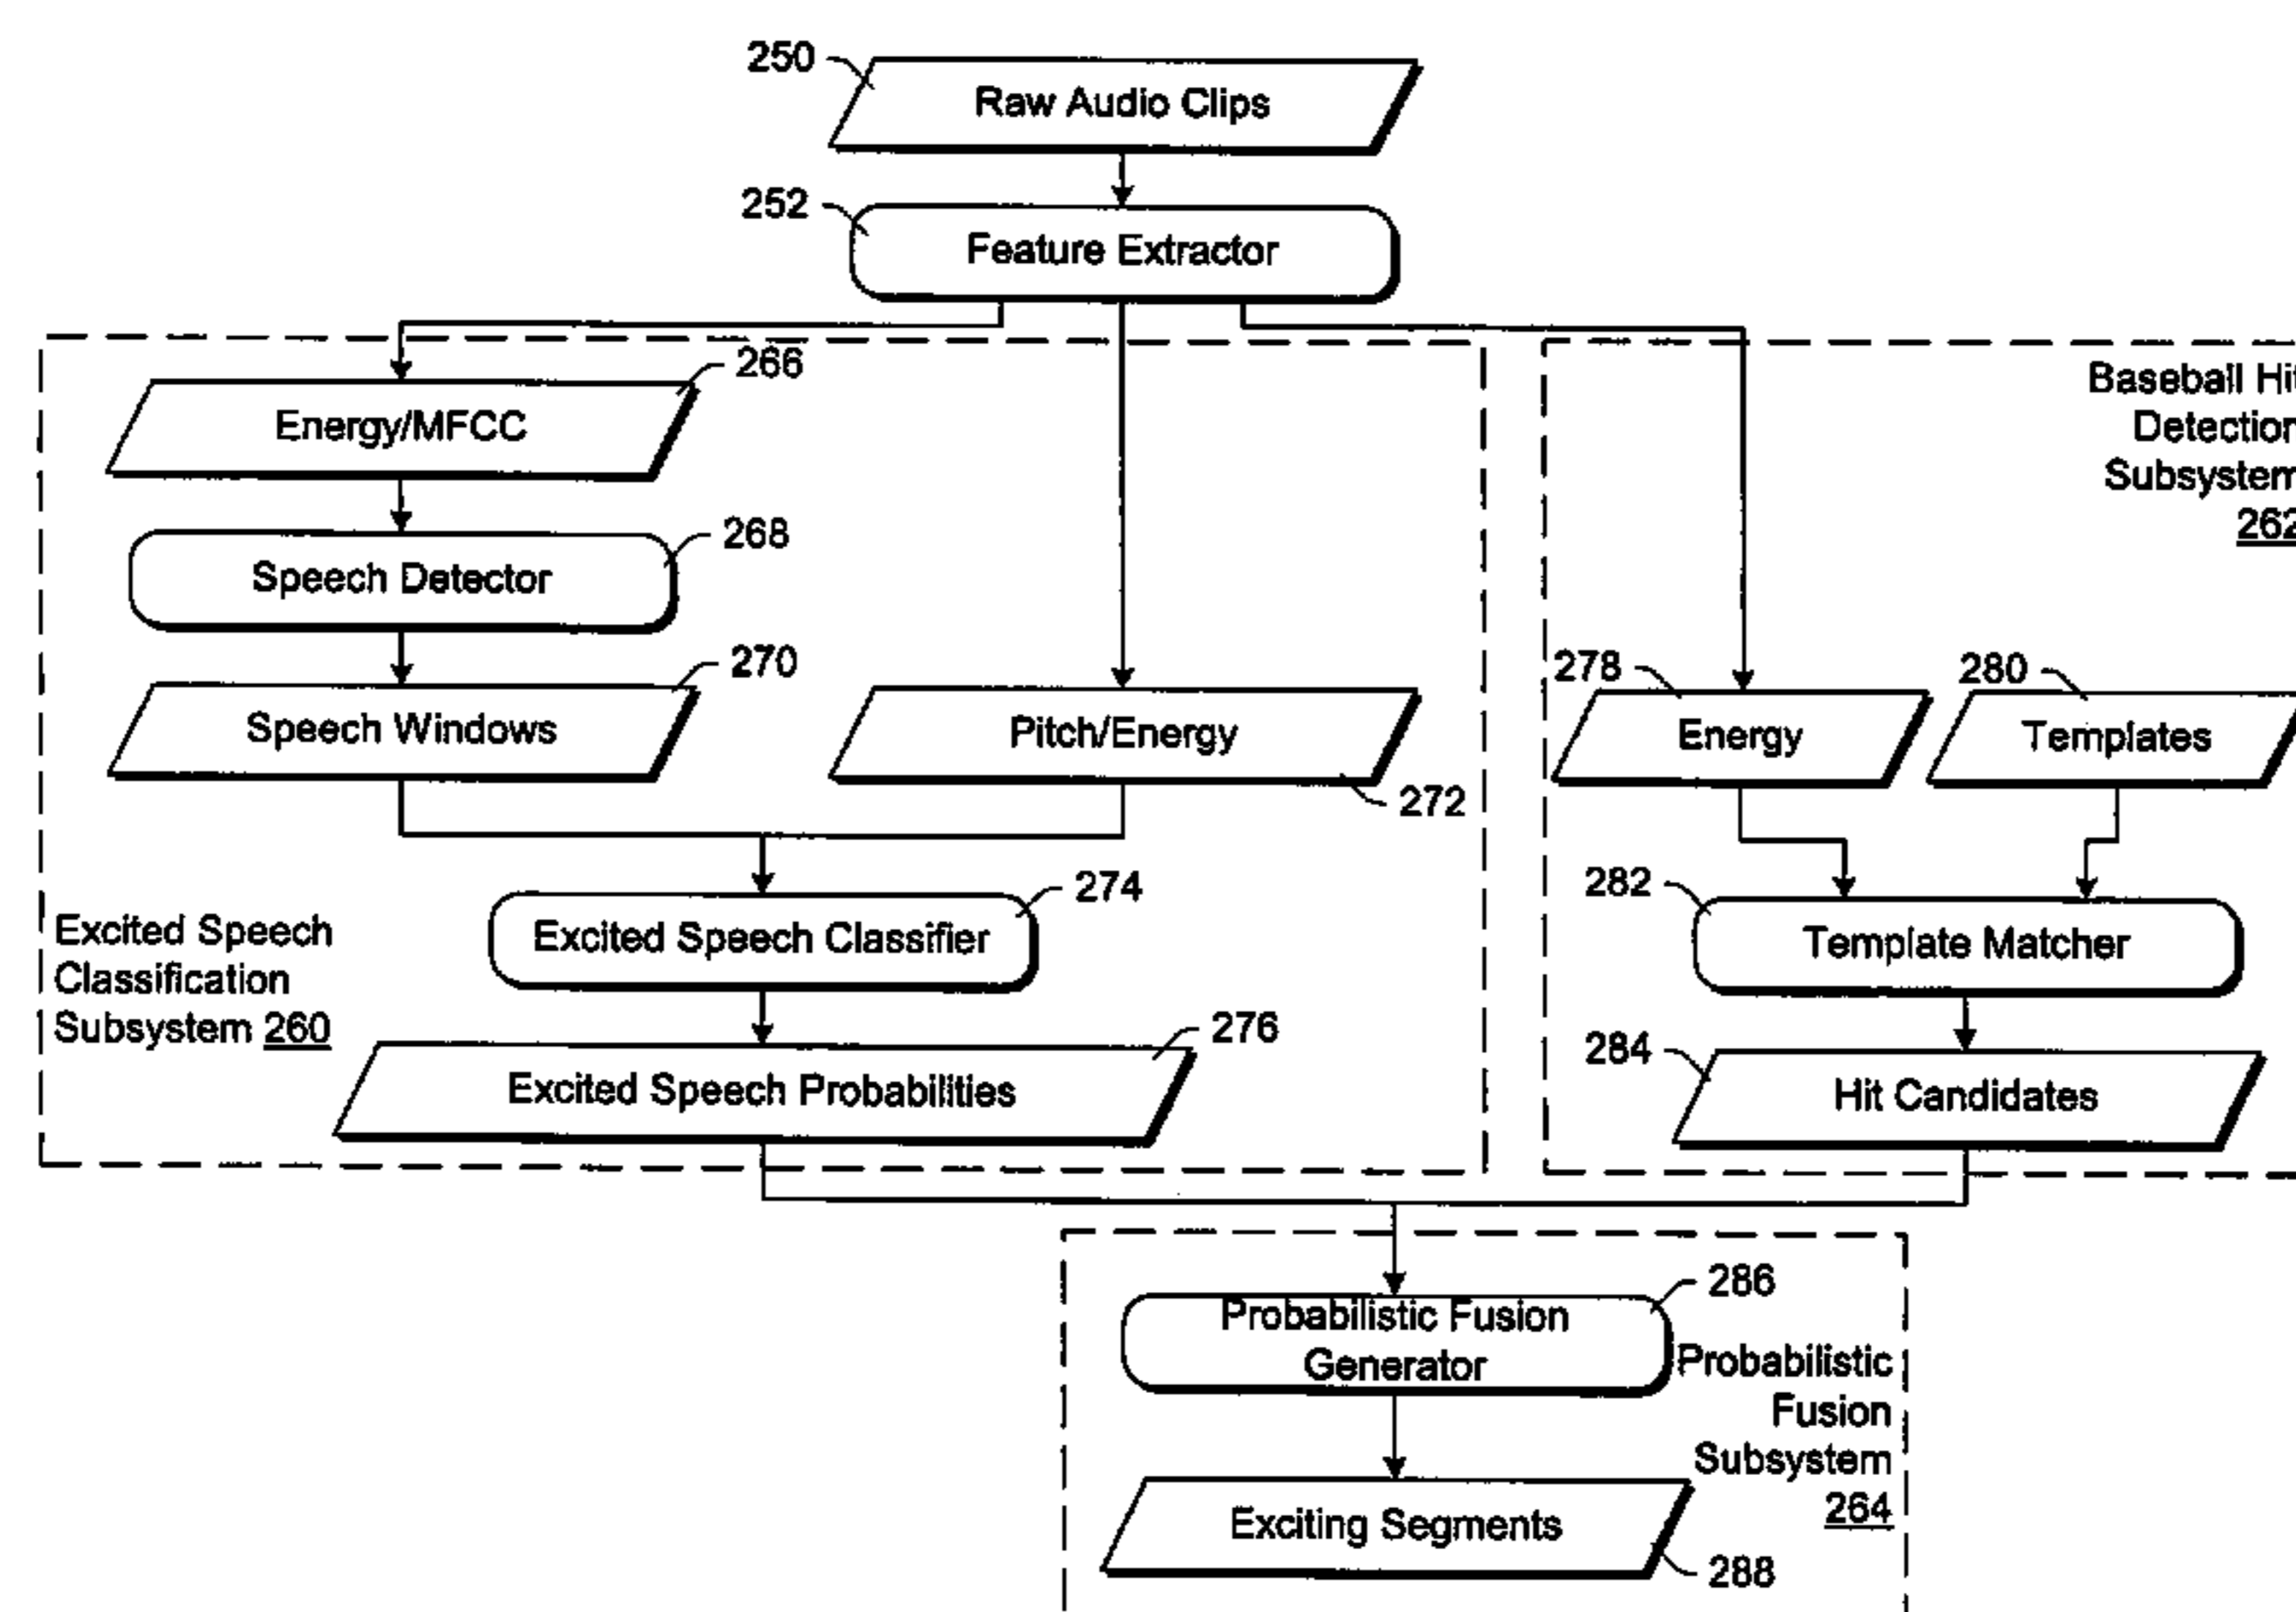 250
Raw Audio Clips
252
Feature Extractor
266
Energy/MFCC
Baseball Hit
Detection
Subsystem
262
268
Speech Detector
270
Speech Windows
Pitch/Energy
272
278
Energy
280
Templates
274
Excited Speech Classifier
282
Template Matcher
Excited Speech
Classification
Subsystem 260
276
Excited Speech Probabilities
284
Hit Candidates
286
Probabilistic Fusion
Generator
Probabilistic
Fusion
Subsystem
264
Exciting Segments
288